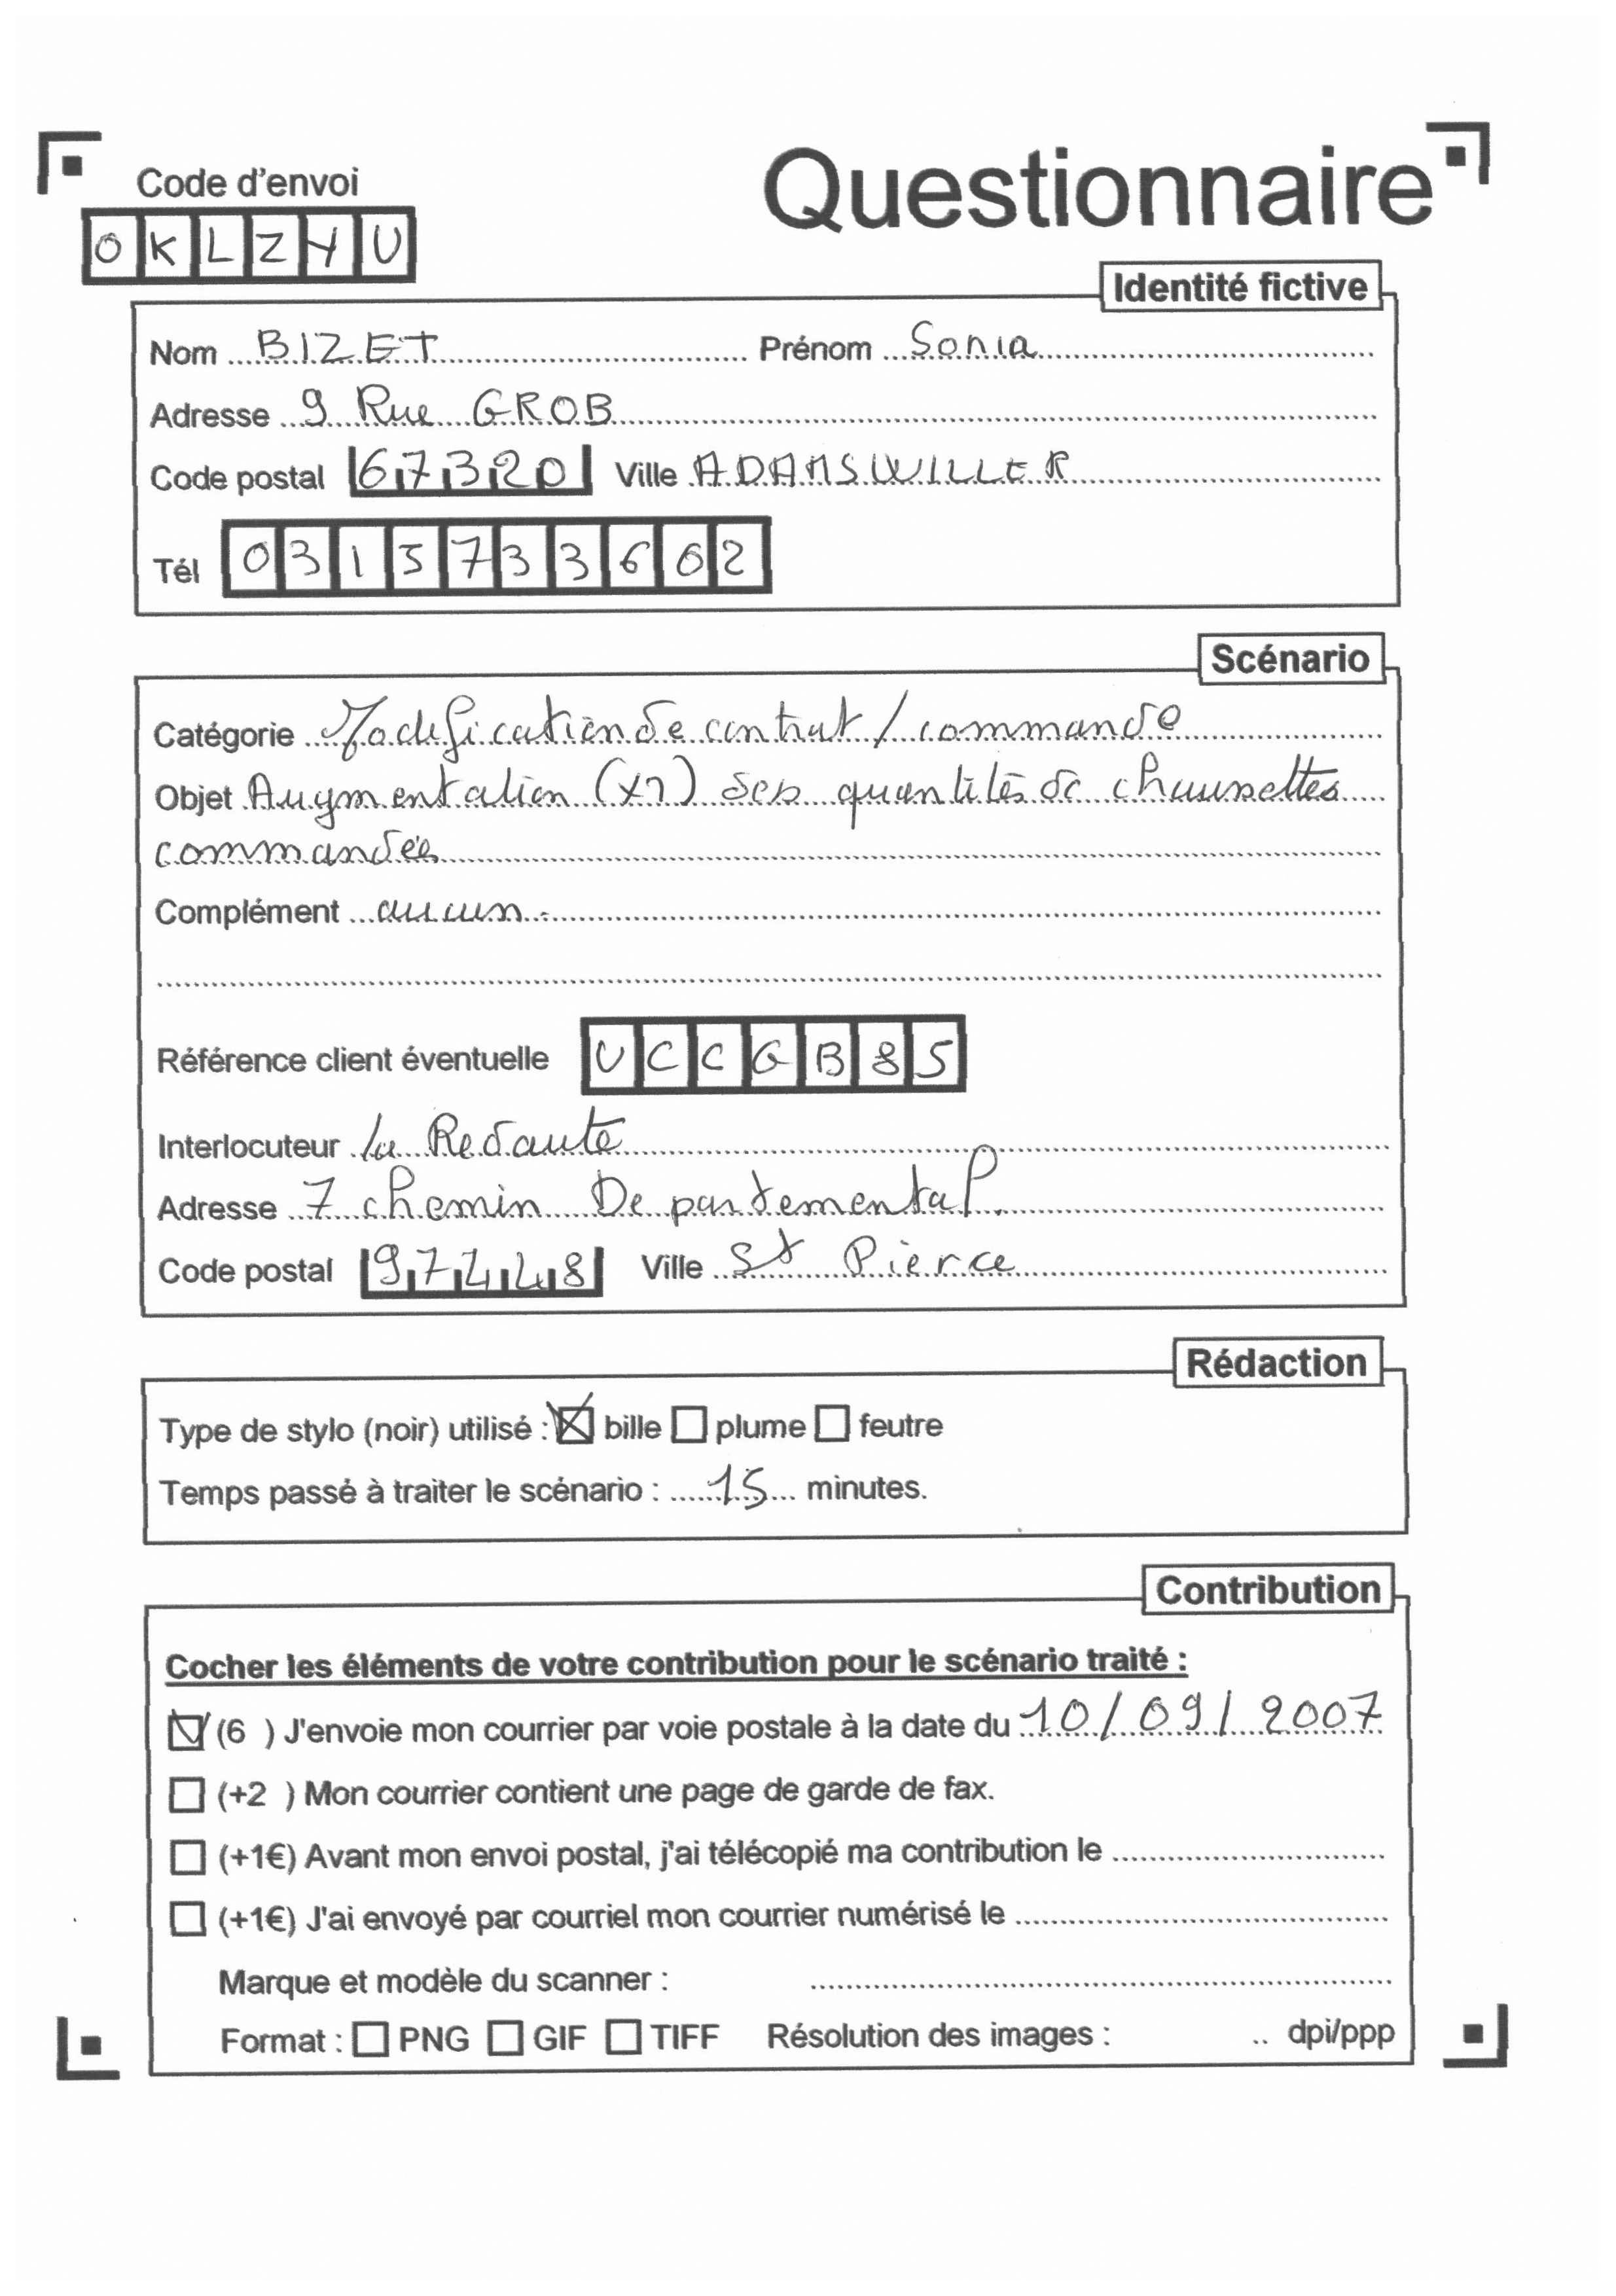 Code d'envoi
Questionnaire
OKLZHU
Identité fictive
Nom BIZET Prénom Sonia
Adresse 9 Rue GROB
Code postal 67320 Ville ADAMSWILLER
Tél 0315733602
Scénario
Catégorie Modification de contrat / commande
Objet Augmentation (x7) des quantités de chaussettes
commandées
Complément aucun.
Référence client éventuelle UCCGB85
Interlocuteur La Redoute
Adresse 7 chemin Departemental.
Code postal 97448 Ville St Pierre
Rédaction
Type de stylo (noir) utilisé : bille plume feutre
Temps passé à traiter le scénario : 15 minutes.
Contribution
Cocher les éléments de votre contribution pour le scénario traité :
(6 ) J'envoie mon courrier par voie postale à la date du 10/09/2007
(+2 ) Mon courrier contient une page de garde de fax.
(+1€) Avant mon envoi postal, j'ai télécopié ma contribution le
(+1€) J'ai envoyé par courriel mon courrier numérisé le
Marque et modèle du scanner :
Format : PNG GIF TIFF Résolution des images : .. dpi/ppp